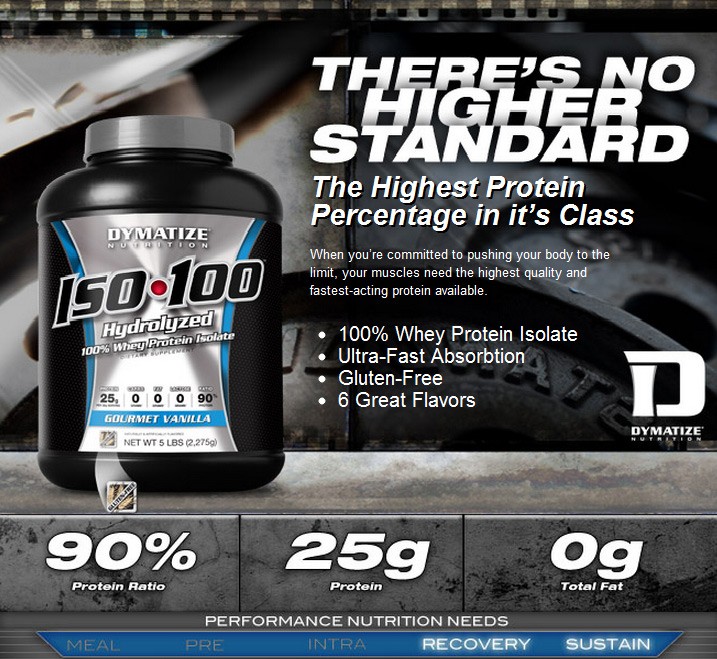 THERE'S NO
HIGHER
STANDARD
The Highest Protein
Percentage in it's Class
When you're committed to pushing your body to the
limit, your muscles need the highest quality and
fastest-acting protein available.
• 100% Whey Protein Isolate
• Ultra-Fast Absorbtion
• Gluten-Free
• 6 Great Flavors
DYMATIZE
NUTRITION
ISO•100
Hydrolyzed
100% Whey Protein Isolate
DIETARY SUPPLEMENT
PROTEIN CARBS FAT LACTOSE RATIO
25g 0 0 0 90%
GOURMET VANILLA
NET WT 5 LBS (2,275g)
GLUTEN-FREE
D
DYMATIZE
NUTRITION
90%
Protein Ratio
25g
Protein
0g
Total Fat
PERFORMANCE NUTRITION NEEDS
MEAL PRE INTRA RECOVERY SUSTAIN